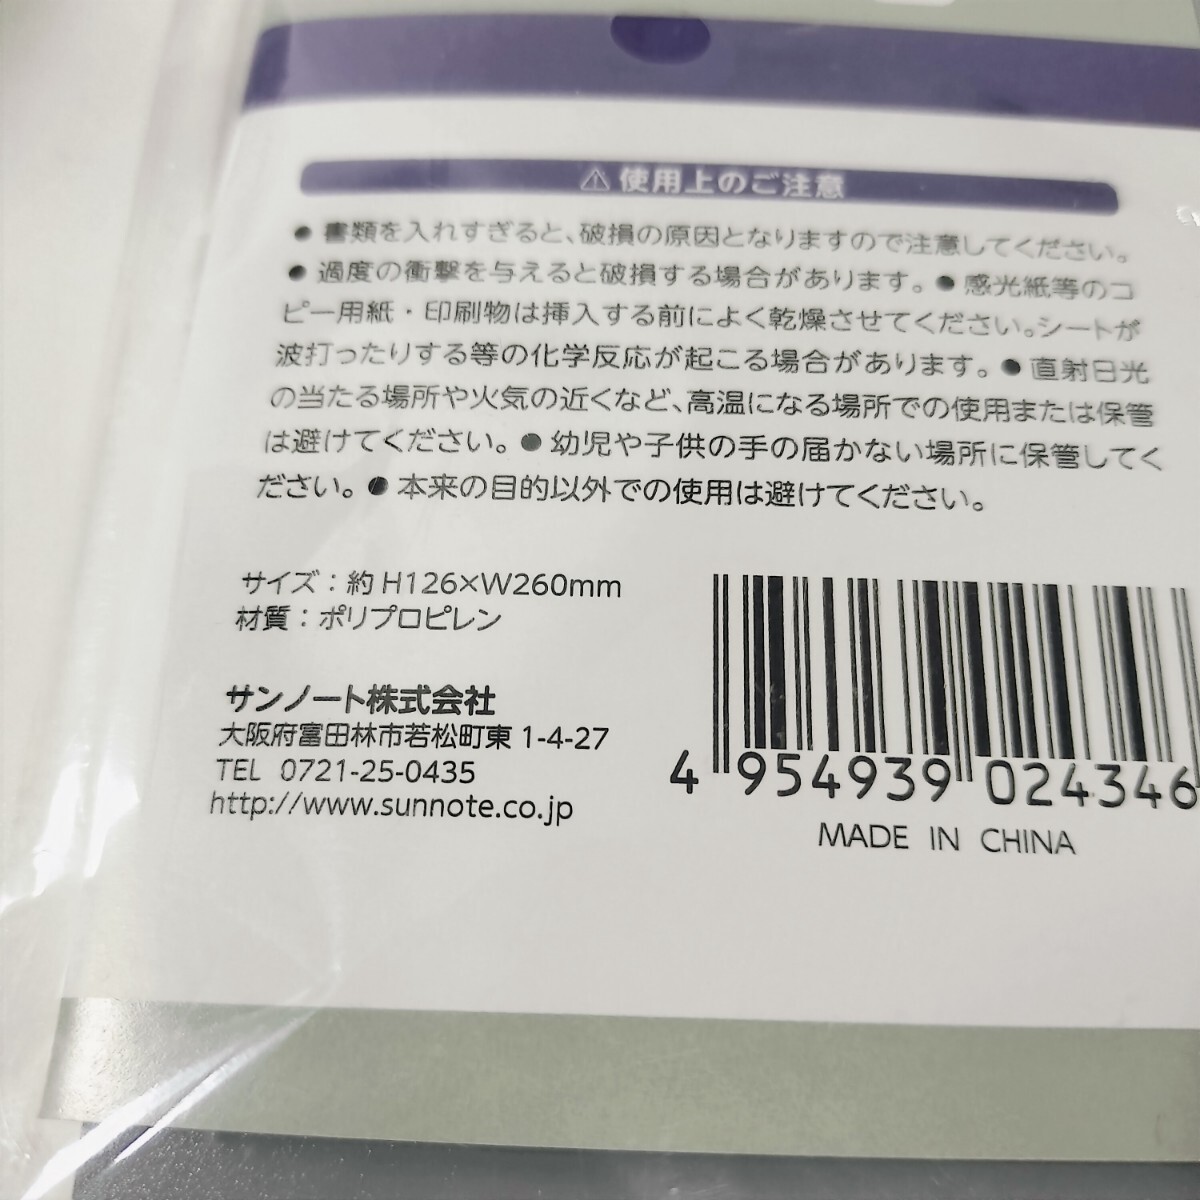 ⚠使用上のご注意
● 書類を入れすぎると、破損の原因となりますので注意してください。
● 過度の衝撃を与えると破損する場合があります。● 感光紙等のコ
ピー用紙・印刷物は挿入する前によく乾燥させてください。シートが
波打ったりする等の化学反応が起こる場合があります。● 直射日光
の当たる場所や火気の近くなど、高温になる場所での使用または保管
は避けてください。● 幼児や子供の手の届かない場所に保管してく
ださい。● 本来の目的以外での使用は避けてください。
サイズ：約 H126×W260mm
材質：ポリプロピレン
サンノート株式会社
大阪府富田林市若松町東 1-4-27
TEL 0721-25-0435
http://www.sunnote.co.jp
4 954939 024346
MADE IN CHINA